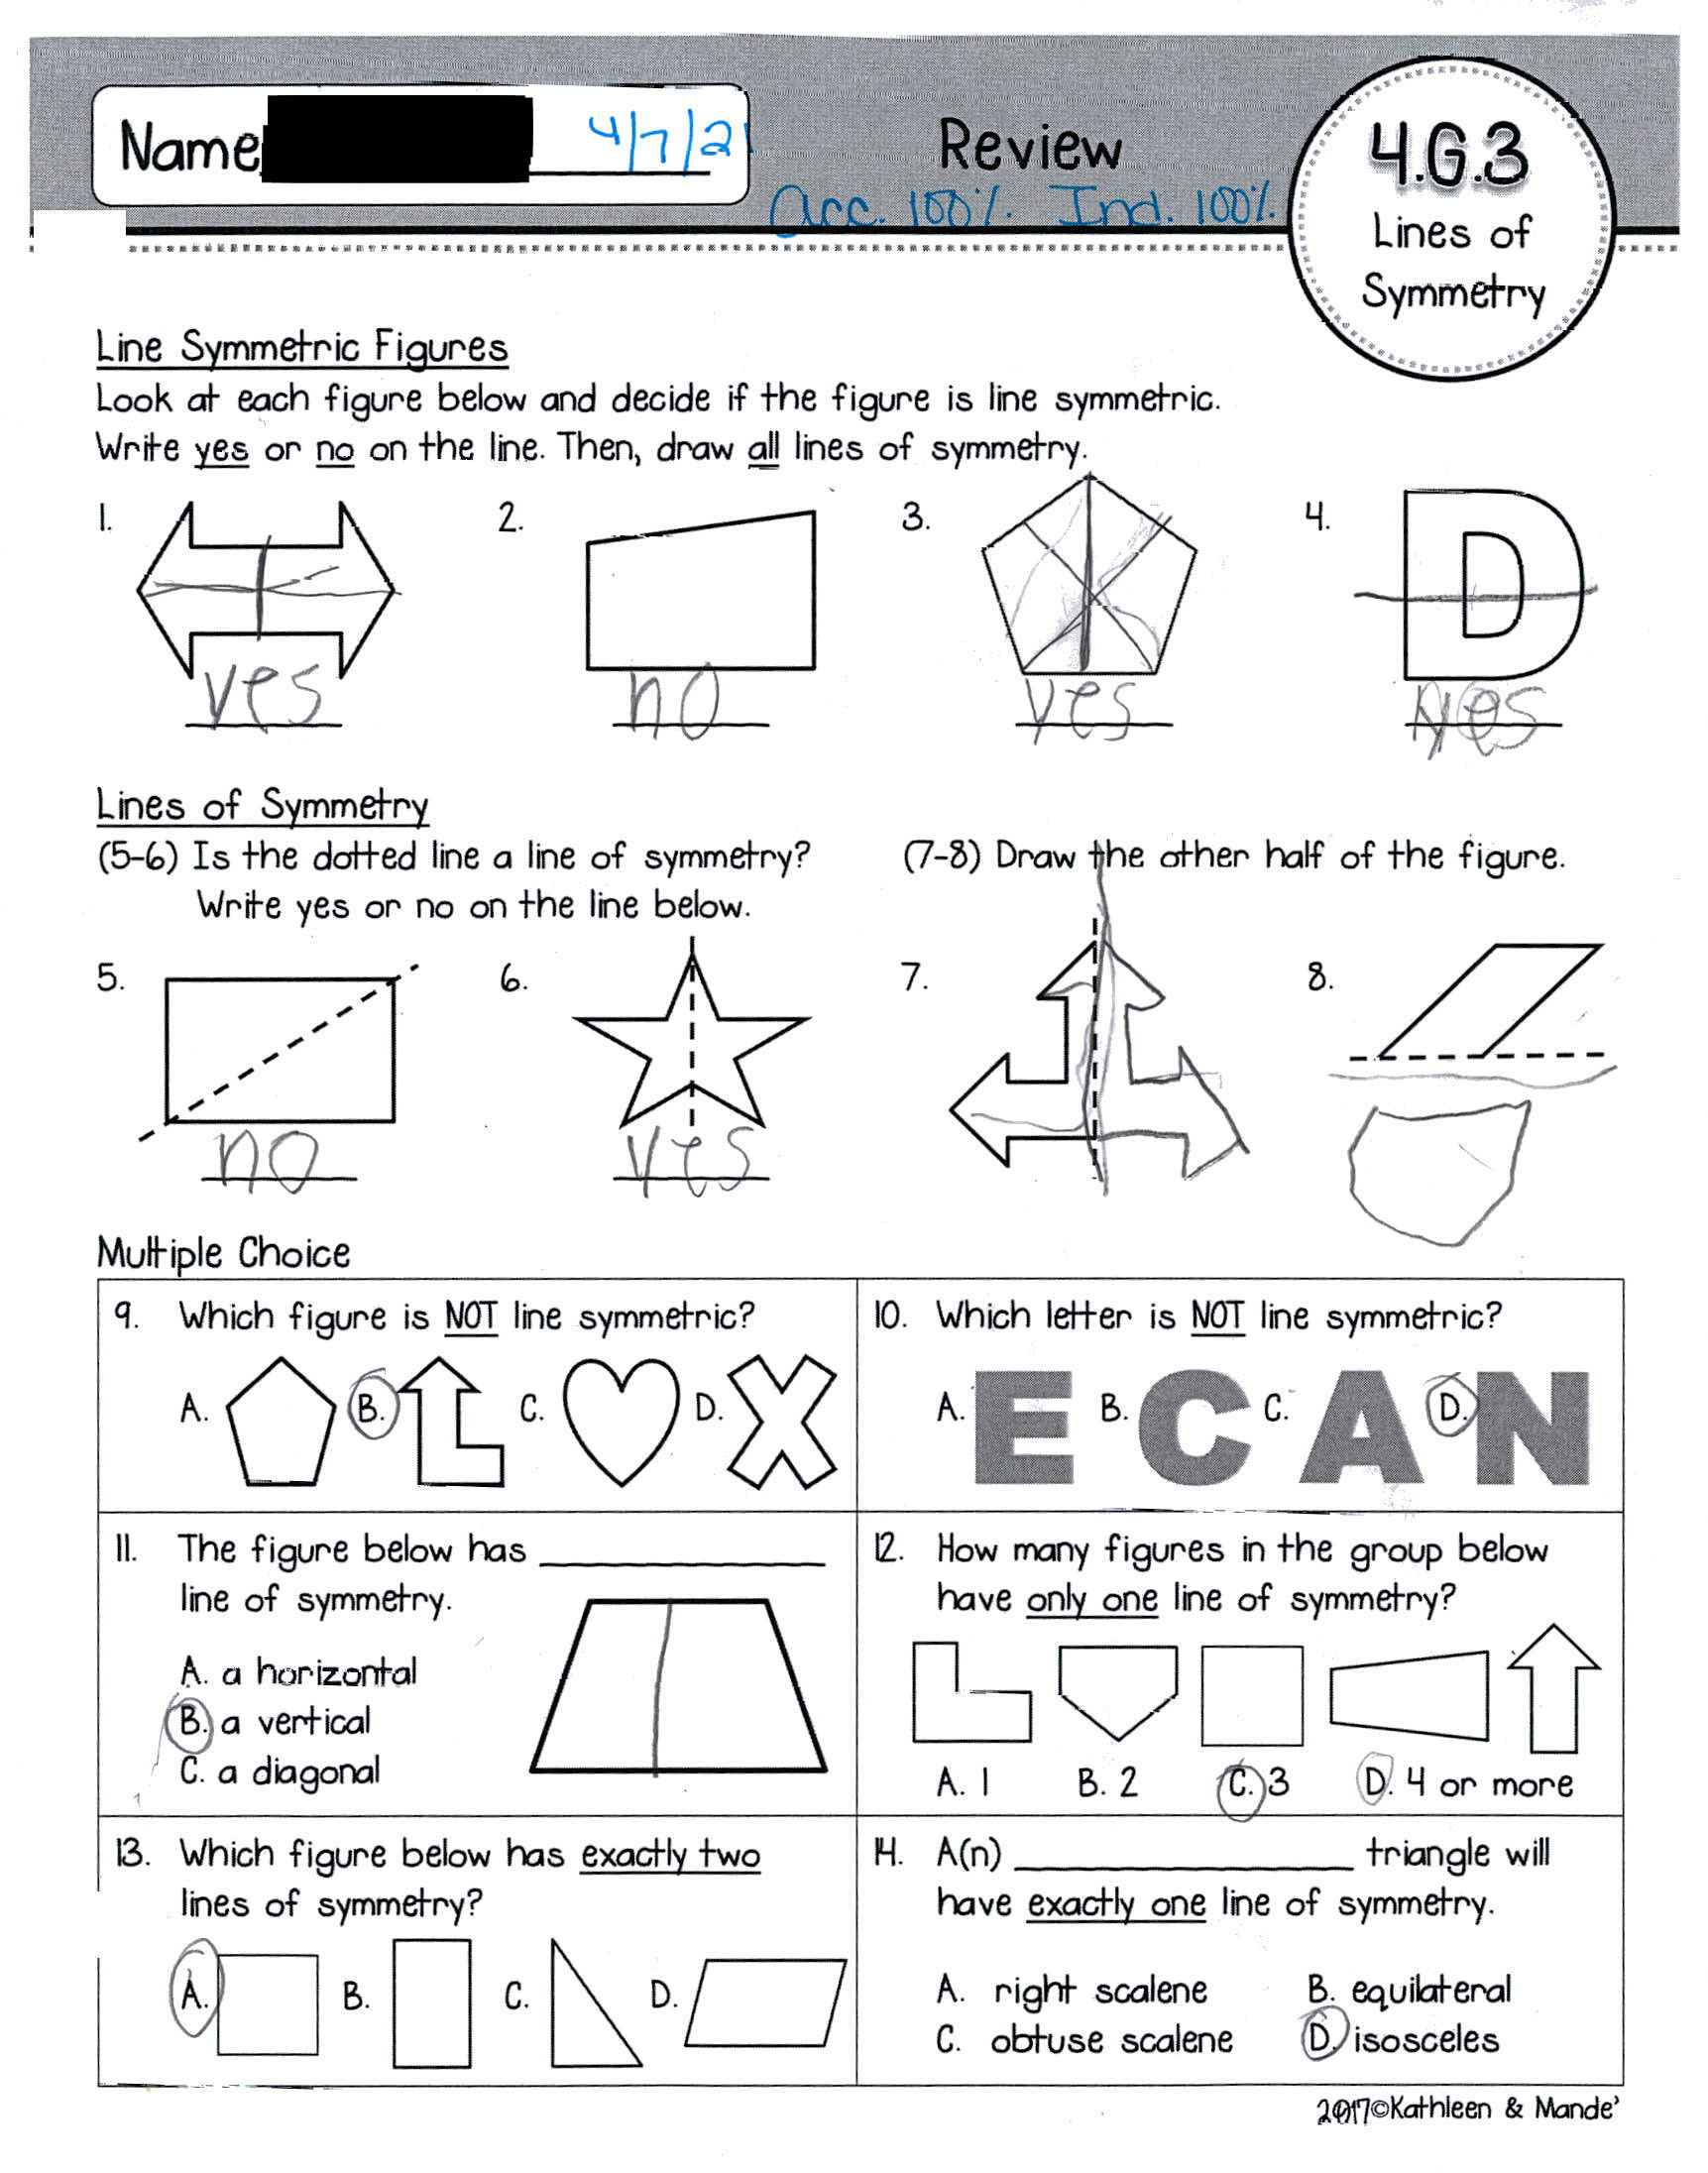 Name 4/7/21
Review
Acc. 100% Ind. 100%
4.G.3
Lines of
Symmetry
Line Symmetric Figures
Look at each figure below and decide if the figure is line symmetric.
Write yes or no on the line. Then, draw all lines of symmetry.
1. 2. 3. 4.
D
yes no yes yes
Lines of Symmetry
(5-6) Is the dotted line a line of symmetry?
Write yes or no on the line below.
(7-8) Draw the other half of the figure.
5. 6. 7. 8.
no yes
Multiple Choice
9. Which figure is NOT line symmetric?
A. B. C. D.
10. Which letter is NOT line symmetric?
A. E B. C C. A D. N
11. The figure below has ____________
line of symmetry.
A. a horizontal
B. a vertical
C. a diagonal
12. How many figures in the group below
have only one line of symmetry?
A. 1 B. 2 C. 3 D. 4 or more
13. Which figure below has exactly two
lines of symmetry?
A. B. C. D.
14. A(n) ____________ triangle will
have exactly one line of symmetry.
A. right scalene B. equilateral
C. obtuse scalene D. isosceles
2017©Kathleen & Mande'